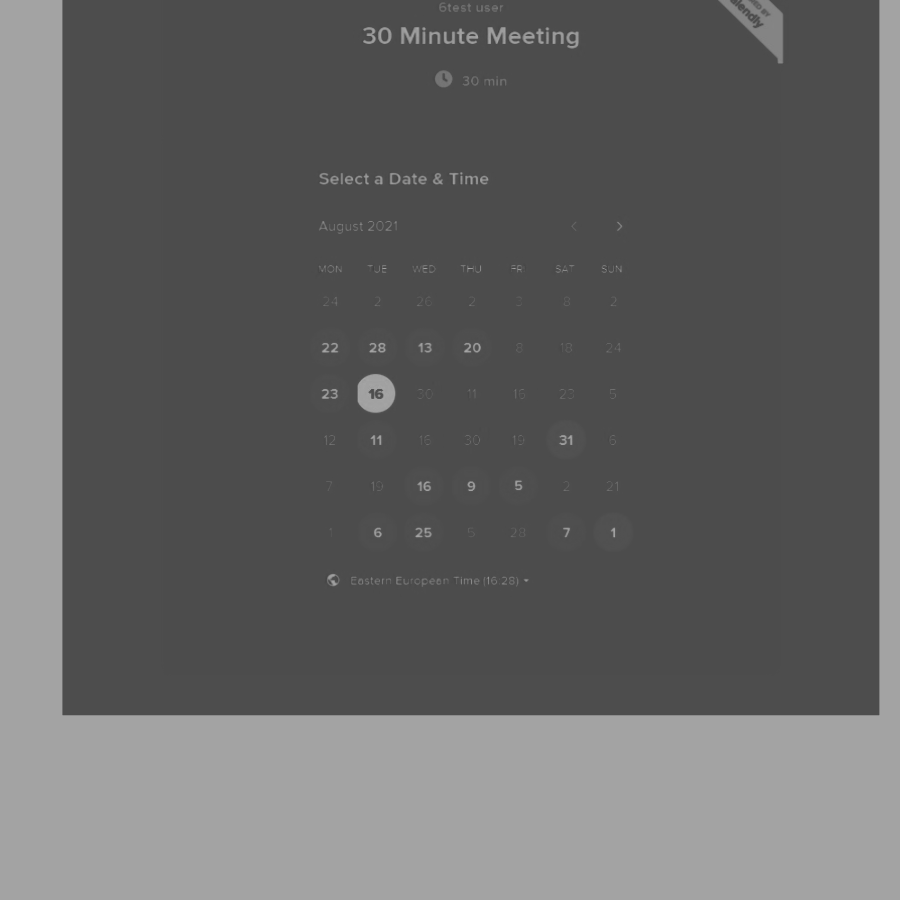 6test user
30 Minute Meeting
30 min
Select a Date & Time
August 2021
MON TUE WED THU FRI SAT SUN
24 2 26 2 3 8 2
22 28 13 20 8 18 24
23 16 30 11 16 23 5
12 11 16 30 19 31 6
7 19 16 9 5 2 21
1 6 25 5 28 7 1
Eastern European Time (16:28)